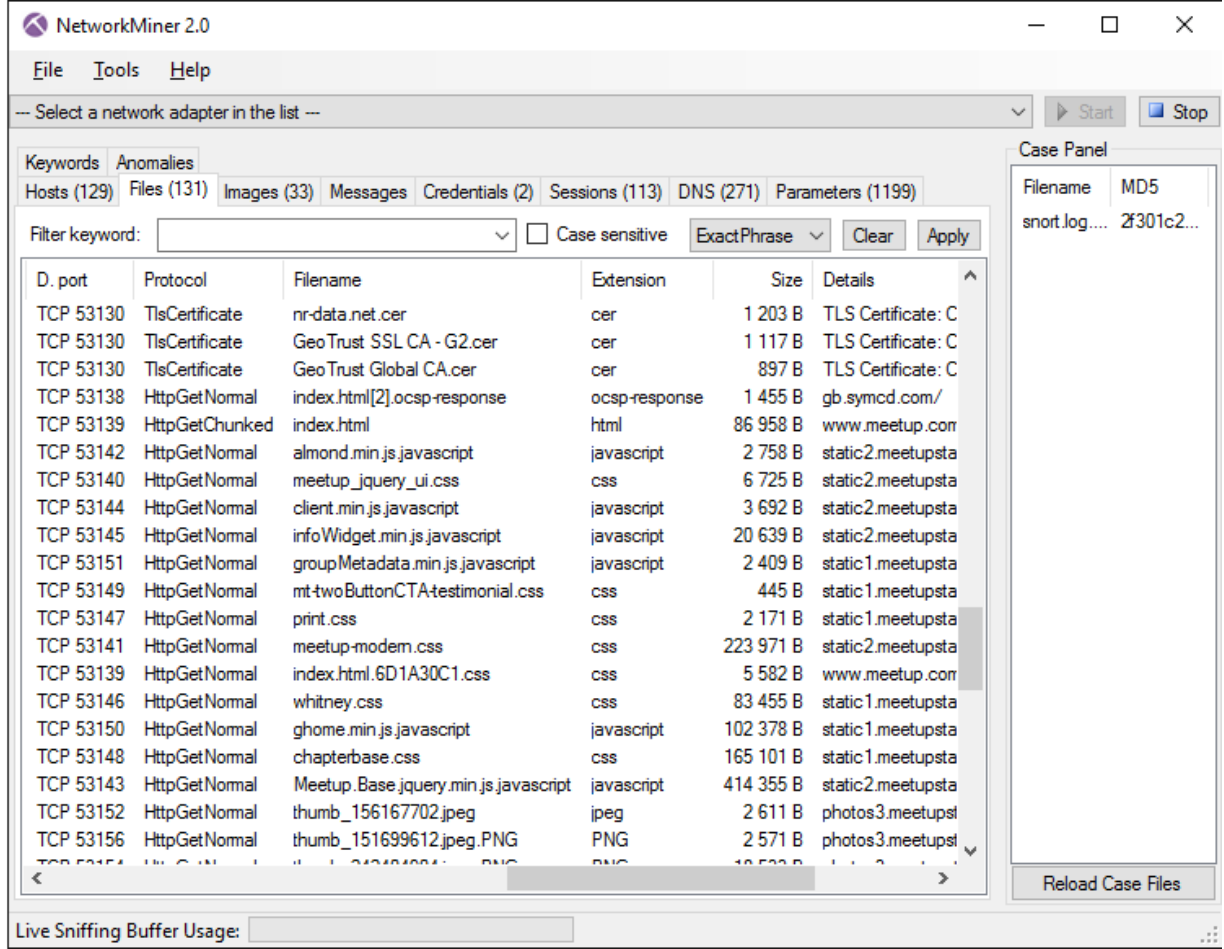 NetworkMiner 2.0
File Tools Help
--- Select a network adapter in the list --- Start Stop
Keywords Anomalies
Hosts (129) Files (131) Images (33) Messages Credentials (2) Sessions (113) DNS (271) Parameters (1199)
Filter keyword: Case sensitive ExactPhrase Clear Apply
D. port Protocol Filename Extension Size Details
TCP 53130 TlsCertificate nr-data.net.cer cer 1 203 B TLS Certificate: C
TCP 53130 TlsCertificate GeoTrust SSL CA - G2.cer cer 1 117 B TLS Certificate: C
TCP 53130 TlsCertificate GeoTrust Global CA.cer cer 897 B TLS Certificate: C
TCP 53138 HttpGetNormal index.html[2].ocsp-response ocsp-response 1 455 B gb.symcd.com/
TCP 53139 HttpGetChunked index.html html 86 958 B www.meetup.com
TCP 53142 HttpGetNormal almond.min.js.javascript javascript 2 758 B static2.meetupsta
TCP 53140 HttpGetNormal meetup_jquery_ui.css css 6 725 B static2.meetupsta
TCP 53144 HttpGetNormal client.min.js.javascript javascript 3 692 B static2.meetupsta
TCP 53145 HttpGetNormal infoWidget.min.js.javascript javascript 20 639 B static2.meetupsta
TCP 53151 HttpGetNormal groupMetadata.min.js.javascript javascript 2 409 B static1.meetupsta
TCP 53149 HttpGetNormal mt-twoButtonCTA-testimonial.css css 445 B static1.meetupsta
TCP 53147 HttpGetNormal print.css css 2 171 B static1.meetupsta
TCP 53141 HttpGetNormal meetup-modern.css css 223 971 B static2.meetupsta
TCP 53139 HttpGetNormal index.html.6D1A30C1.css css 5 582 B www.meetup.com
TCP 53146 HttpGetNormal whitney.css css 83 455 B static1.meetupsta
TCP 53150 HttpGetNormal ghome.min.js.javascript javascript 102 378 B static1.meetupsta
TCP 53148 HttpGetNormal chapterbase.css css 165 101 B static1.meetupsta
TCP 53143 HttpGetNormal Meetup.Base.jquery.min.js.javascript javascript 414 355 B static2.meetupsta
TCP 53152 HttpGetNormal thumb_156167702.jpeg jpeg 2 611 B photos3.meetupst
TCP 53156 HttpGetNormal thumb_151699612.jpeg.PNG PNG 2 571 B photos3.meetupst
Case Panel
Filename MD5
snort.log.... 2f301c2...
Reload Case Files
Live Sniffing Buffer Usage: